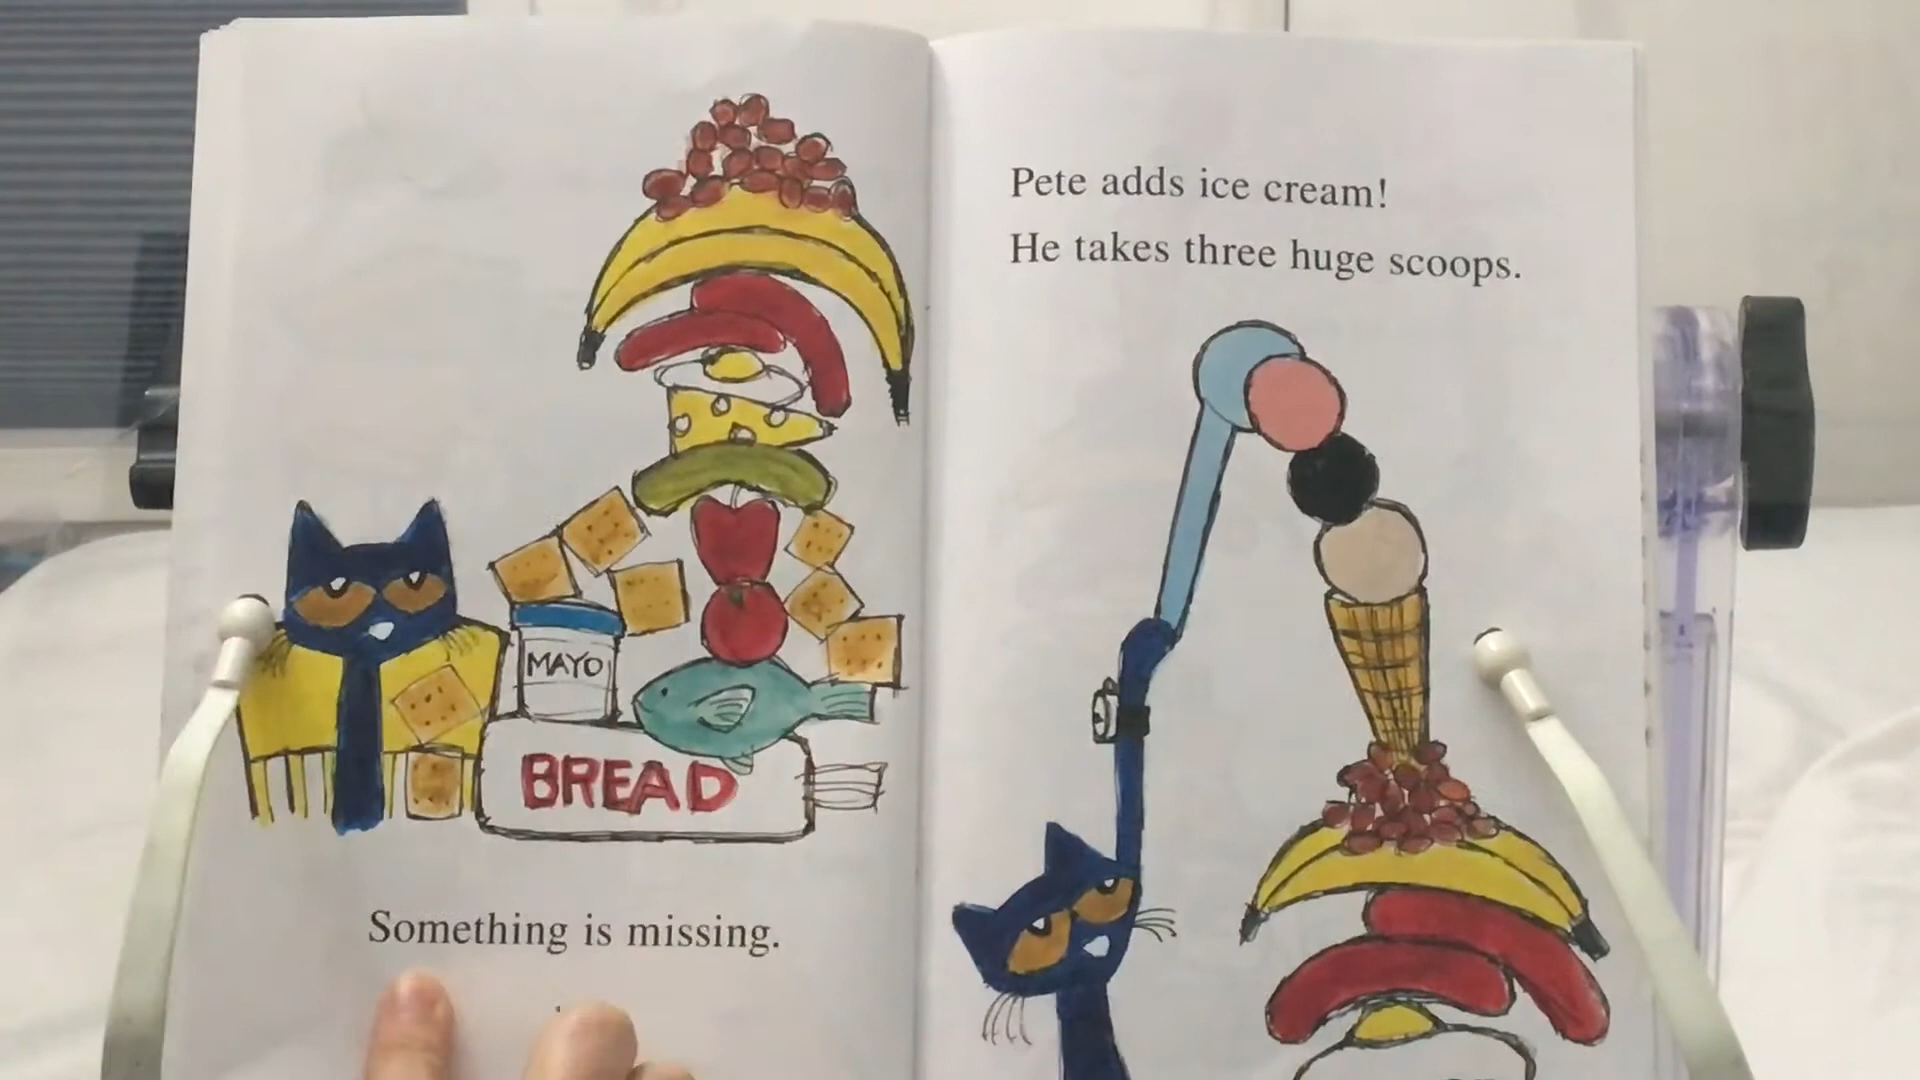 MAYO
BREAD
Something is missing.
Pete adds ice cream!
He takes three huge scoops.